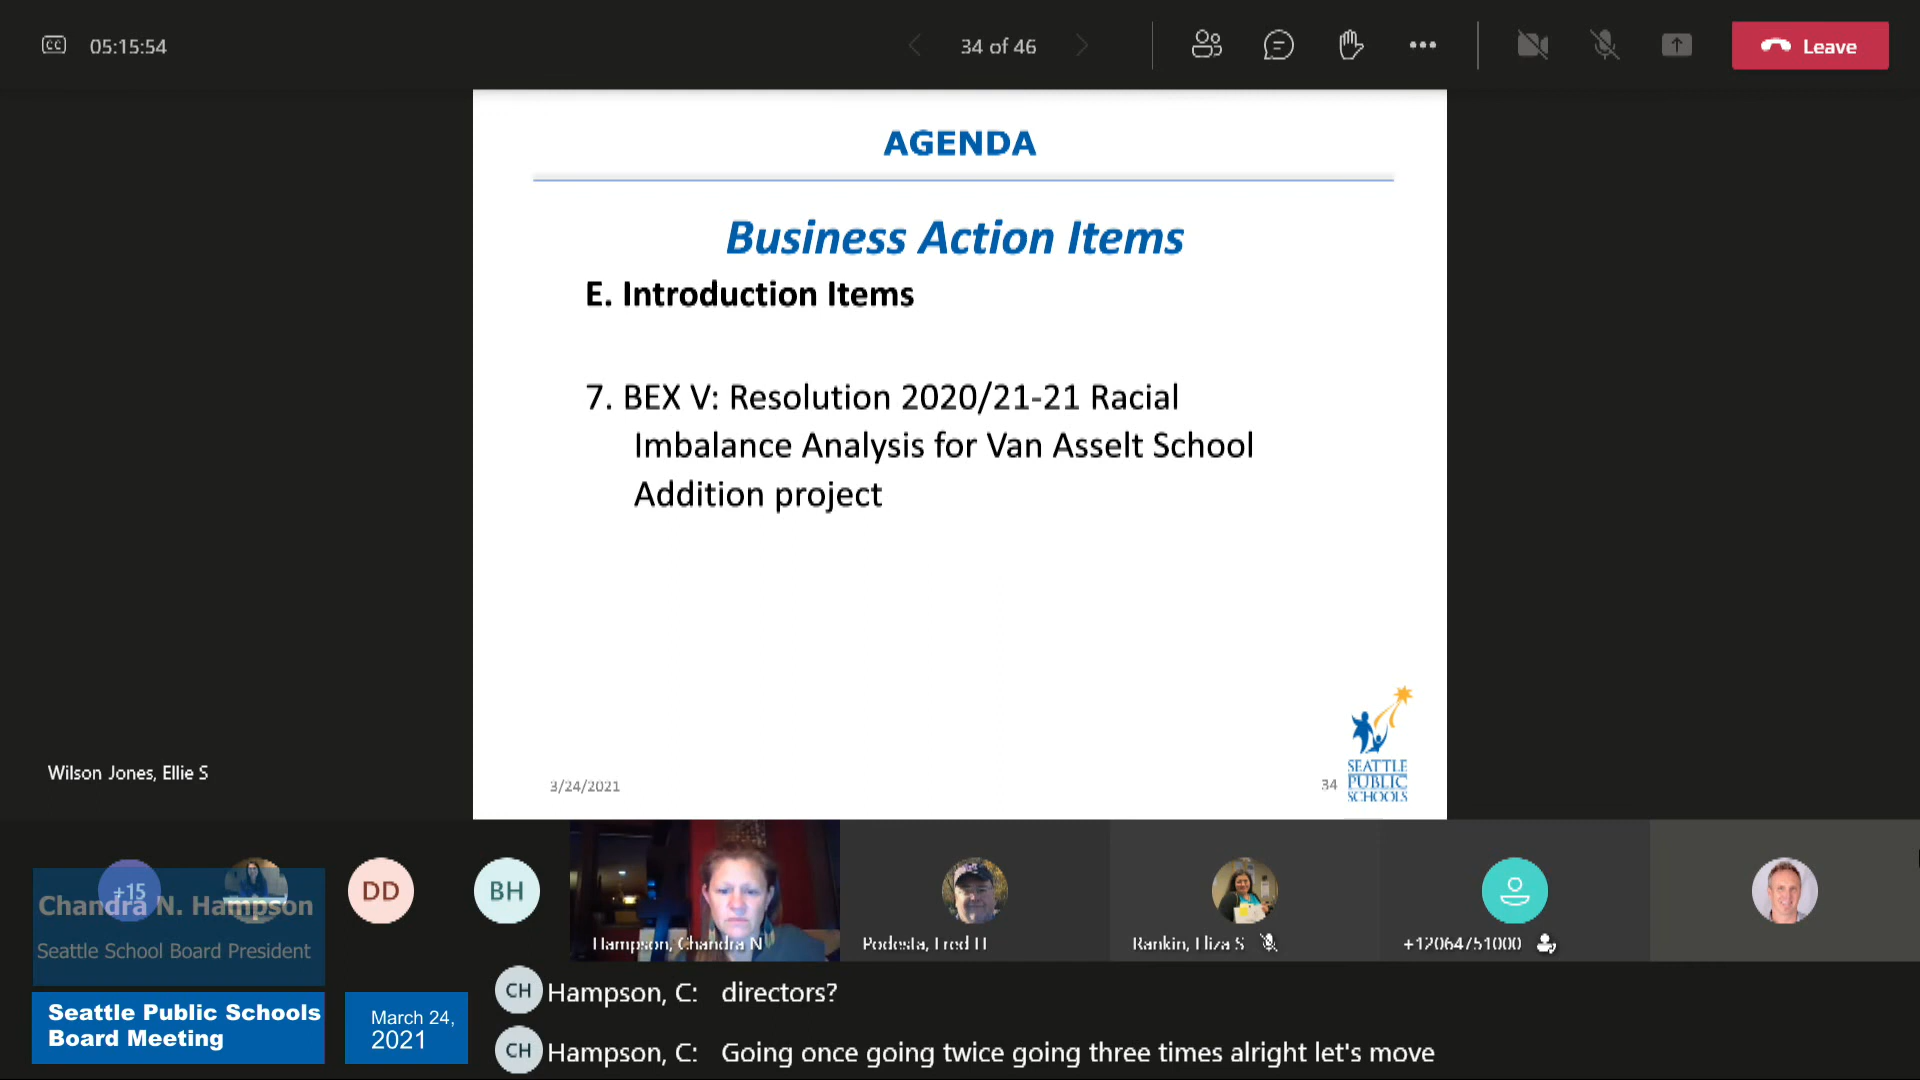 CC 05:15:54
34 of 46
Leave
AGENDA
Business Action Items
E. Introduction Items
7. BEX V: Resolution 2020/21-21 Racial
Imbalance Analysis for Van Asselt School
Addition project
Wilson Jones, Ellie S
3/24/2021
34
SEATTLE
PUBLIC
SCHOOLS
+15
DD
BH
Chandra N. Hampson
Seattle School Board President
Hampson, Chandra N
Podesta, Fred H
Rankin, Liza S
+12064751000
Seattle Public Schools
Board Meeting
March 24,
2021
CH Hampson, C: directors?
CH Hampson, C: Going once going twice going three times alright let's move